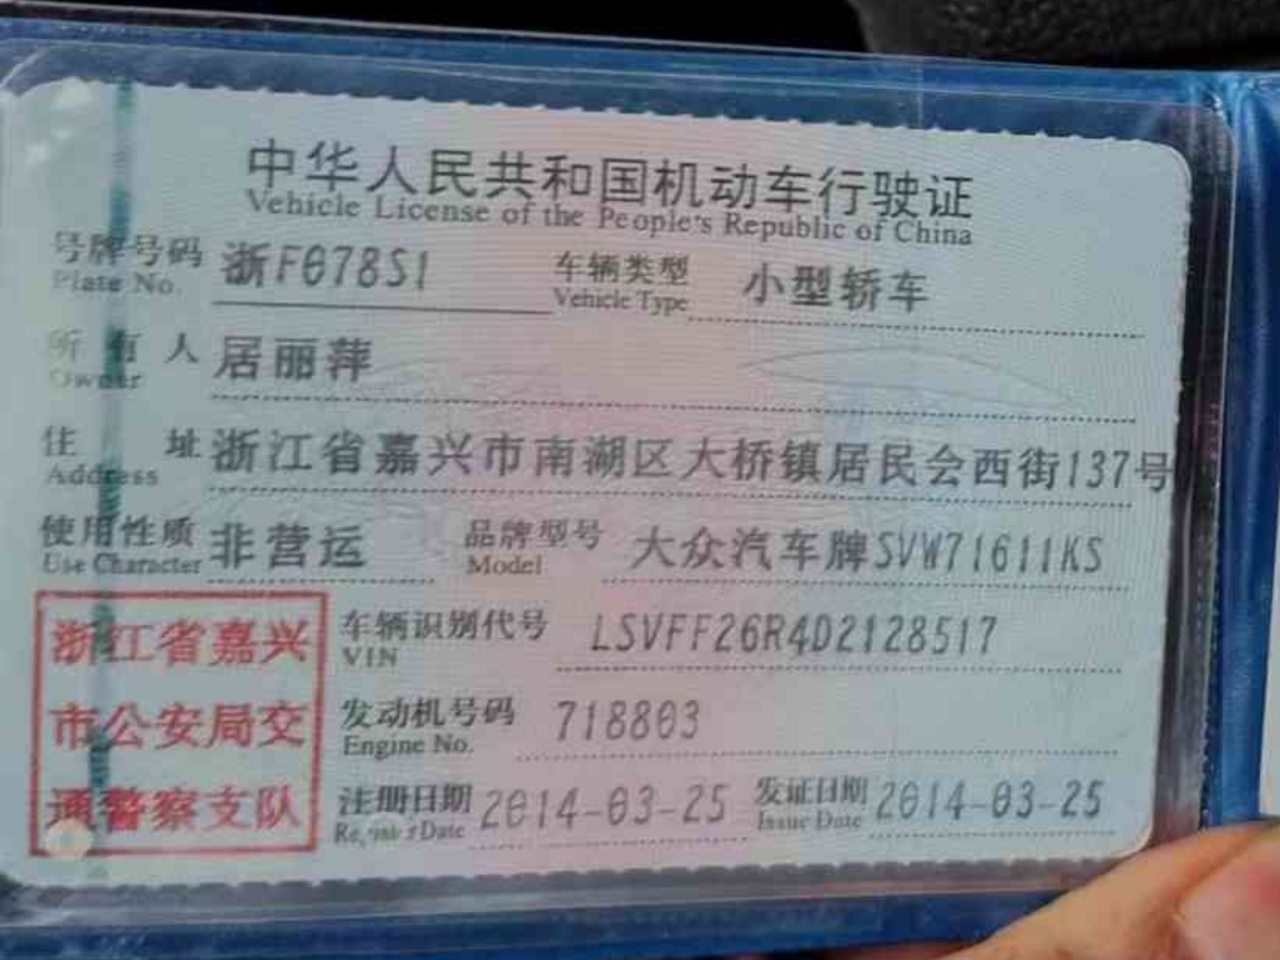 中华人民共和国机动车行驶证
Vehicle License of the People's Republic of China
号牌号码 浙F078S1 车辆类型 小型轿车
Plate No. Vehicle Type
所有人 居丽萍
Owner
住址 浙江省嘉兴市南湖区大桥镇居民会西街137号
Address
使用性质 非营运 品牌型号 大众汽车牌SVW71611KS
Use Character Model
浙江省嘉兴
市公安局交
通警察支队
车辆识别代号 LSVFF26R4D2128517
VIN
发动机号码 718803
Engine No.
注册日期 2014-03-25 发证日期 2014-03-25
Date Issue Date